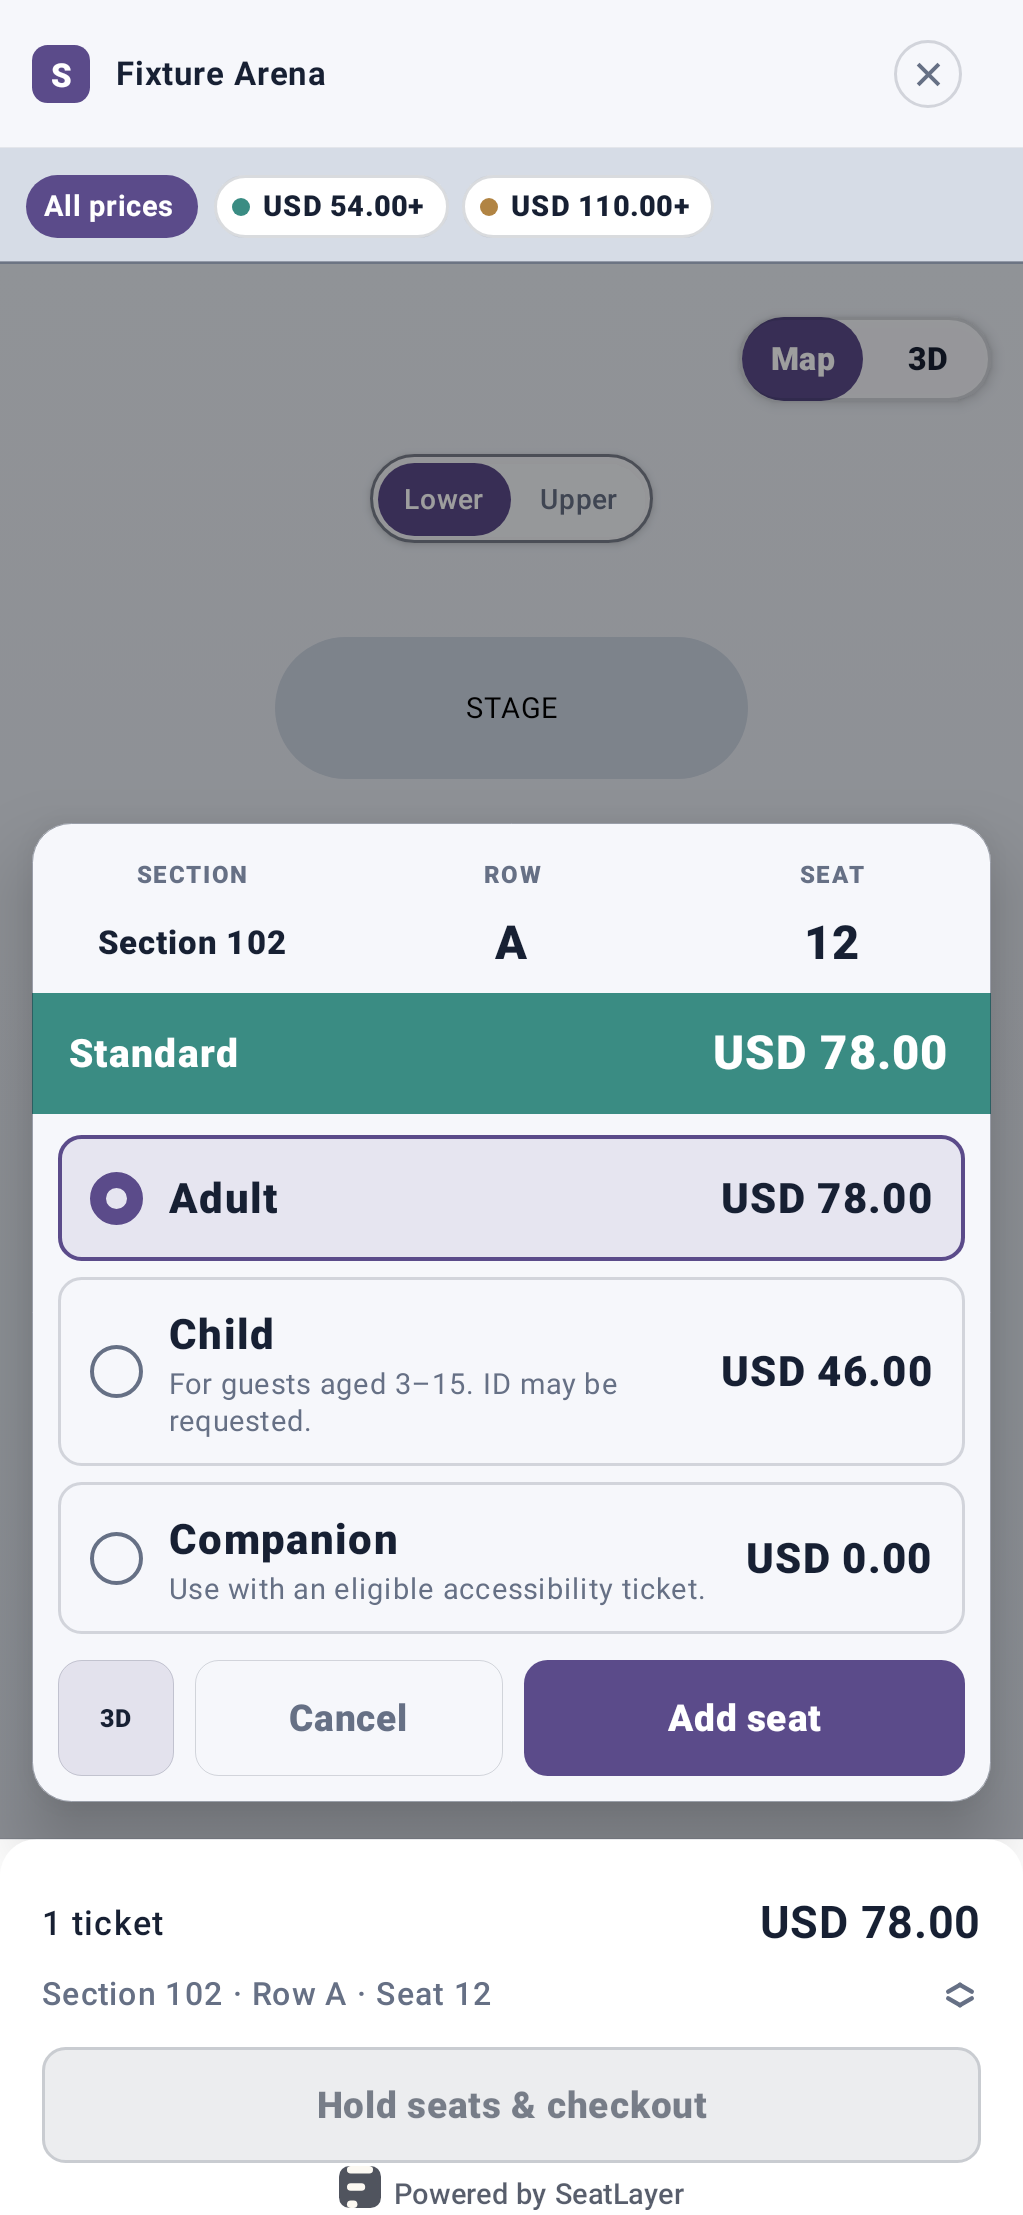 S Fixture Arena
All prices USD 54.00+ USD 110.00+
Map 3D
Lower Upper
STAGE
SECTION ROW SEAT
Section 102 A 12
Standard USD 78.00
Adult USD 78.00
Child
For guests aged 3–15. ID may be
requested.
USD 46.00
Companion
Use with an eligible accessibility ticket.
USD 0.00
3D Cancel Add seat
1 ticket USD 78.00
Section 102 · Row A · Seat 12
Hold seats & checkout
Powered by SeatLayer